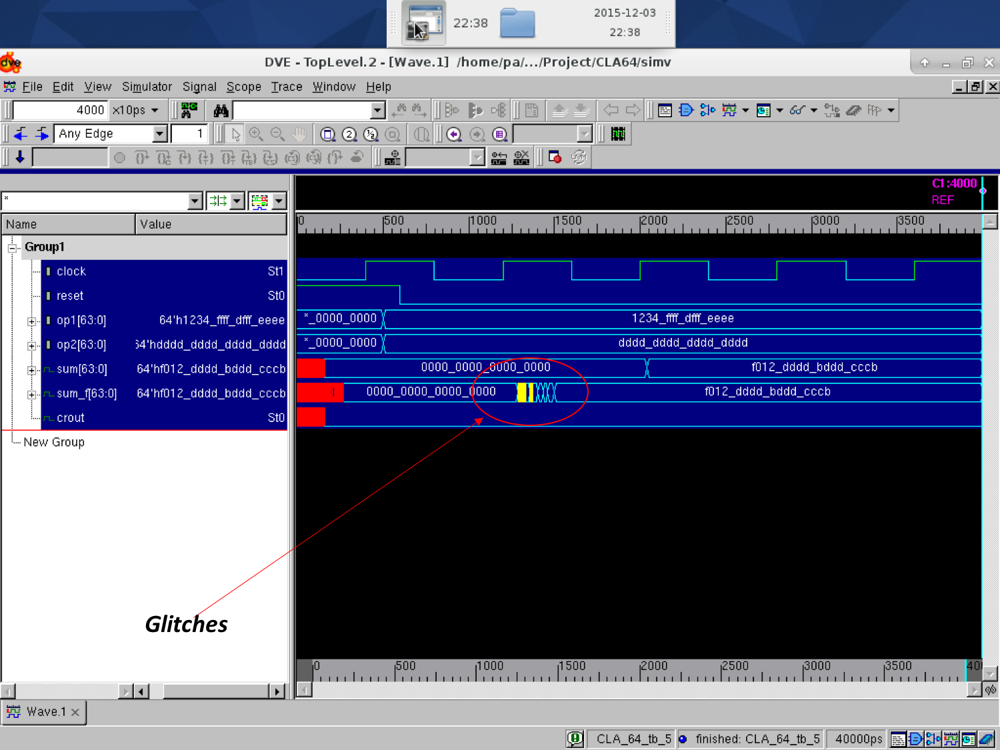 22:38
2015-12-03
22:38
dve
DVE - TopLevel.2 - [Wave.1] /home/pa/.../Project/CLA64/simv
File Edit View Simulator Signal Scope Trace Window Help
4000 x10ps
Any Edge 1
C1:4000
REF
*
Name Value
0 500 1000 1500 2000 2500 3000 3500
Group1
clock St1
reset St0
op1[63:0] 64'h1234_ffff_dfff_eeee *_0000_0000 1234_ffff_dfff_eeee
op2[63:0] 64'hdddd_dddd_dddd_dddd *_0000_0000 dddd_dddd_dddd_dddd
sum[63:0] 64'hf012_dddd_bddd_cccb 0000_0000_0000_0000 f012_dddd_bddd_cccb
sum_f[63:0] 64'hf012_dddd_bddd_cccb 0000_0000_0000_0000 f012_dddd_bddd_cccb
crout St0
New Group
Glitches
0 500 1000 1500 2000 2500 3000 3500 400
Wave.1
CLA_64_tb_5 finished: CLA_64_tb_5 40000ps